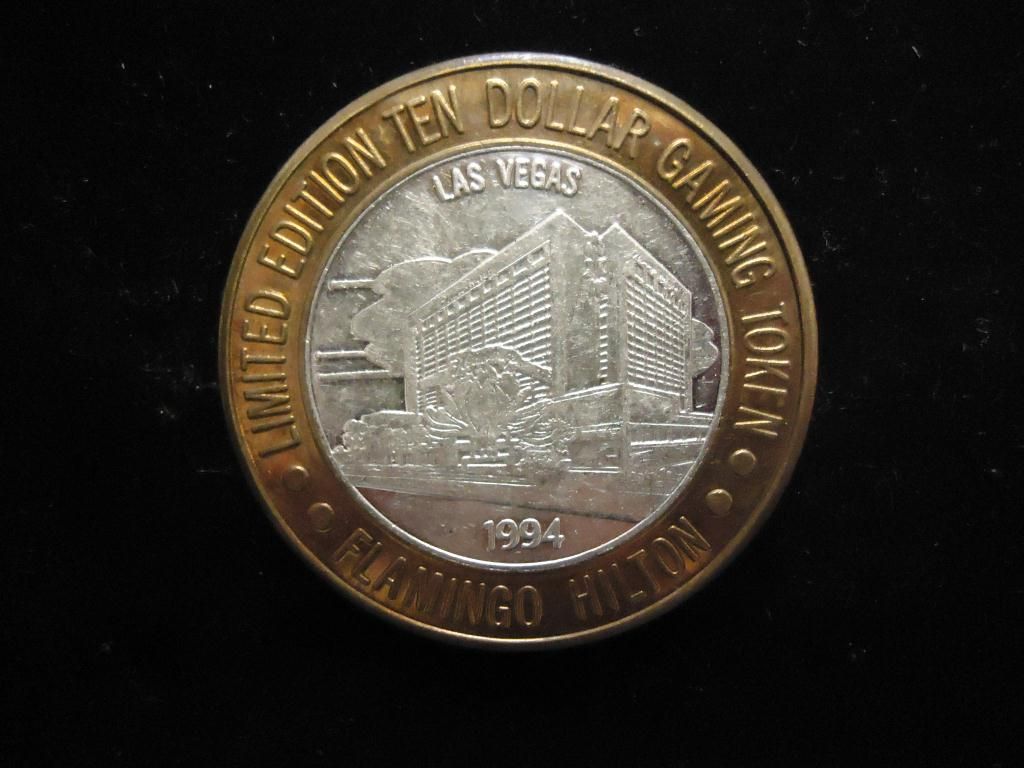 LIMITED EDITION TEN DOLLAR GAMING TOKEN
LAS VEGAS
1994
FLAMINGO HILTON